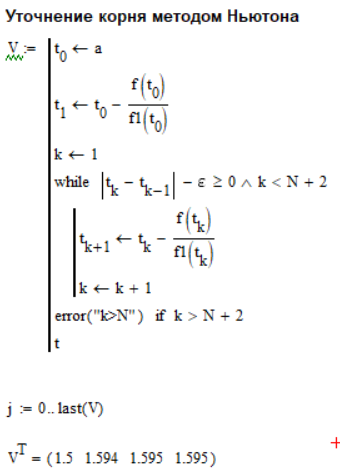 Уточнение корня методом Ньютона
V := t₀ ← a
t₁ ← t₀ − f(t₀) / f1(t₀)
k ← 1
while |tₖ − tₖ₋₁| − ε ≥ 0 ∧ k < N + 2
tₖ₊₁ ← tₖ − f(tₖ) / f1(tₖ)
k ← k + 1
error("k>N") if k > N + 2
t
j := 0.. last(V)
Vᵀ = (1.5 1.594 1.595 1.595)